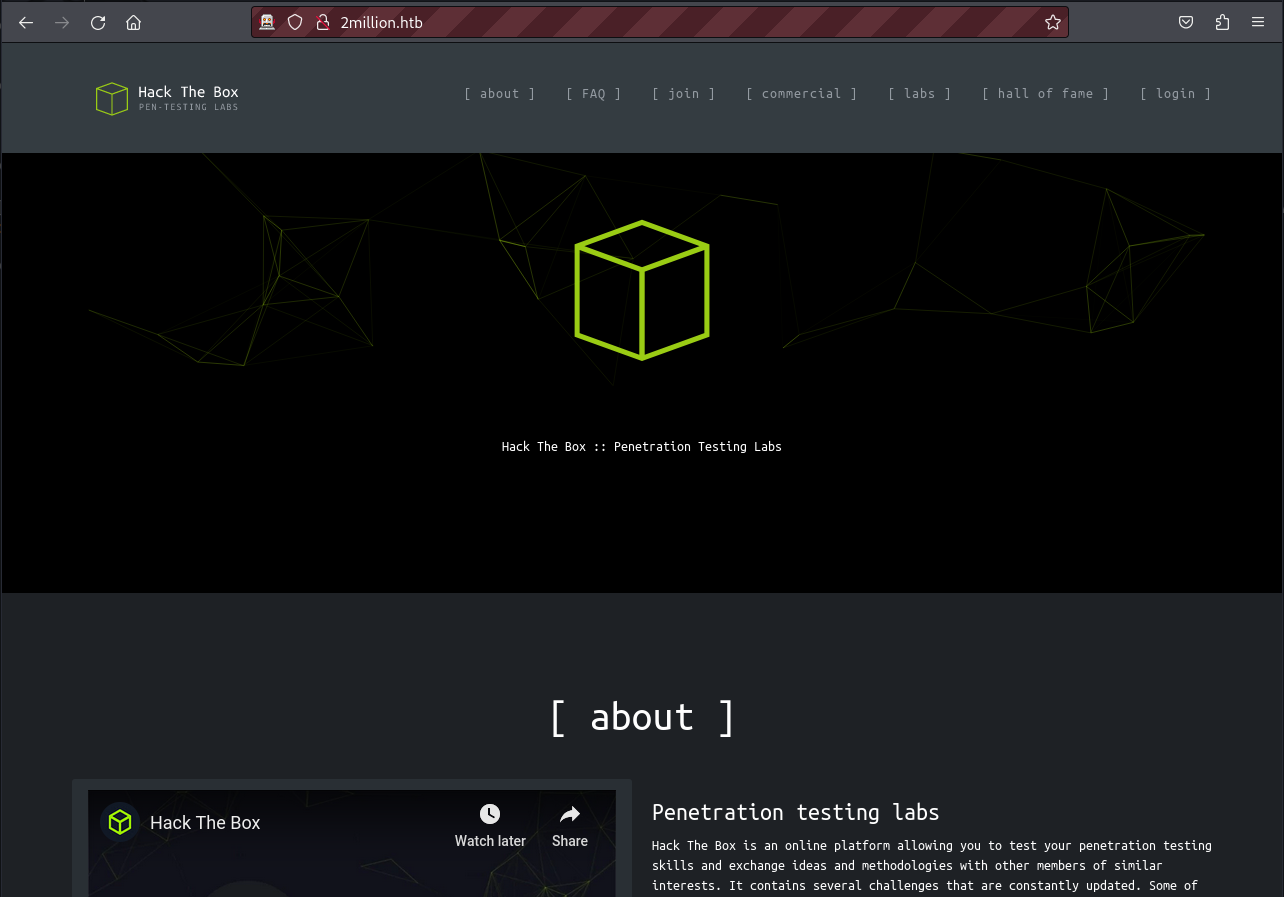 2million.htb
Hack The Box
PEN-TESTING LABS
[ about ] [ FAQ ] [ join ] [ commercial ] [ labs ] [ hall of fame ] [ login ]
Hack The Box :: Penetration Testing Labs
[ about ]
Hack The Box
Watch later
Share
Penetration testing labs
Hack The Box is an online platform allowing you to test your penetration testing
skills and exchange ideas and methodologies with other members of similar
interests. It contains several challenges that are constantly updated. Some of